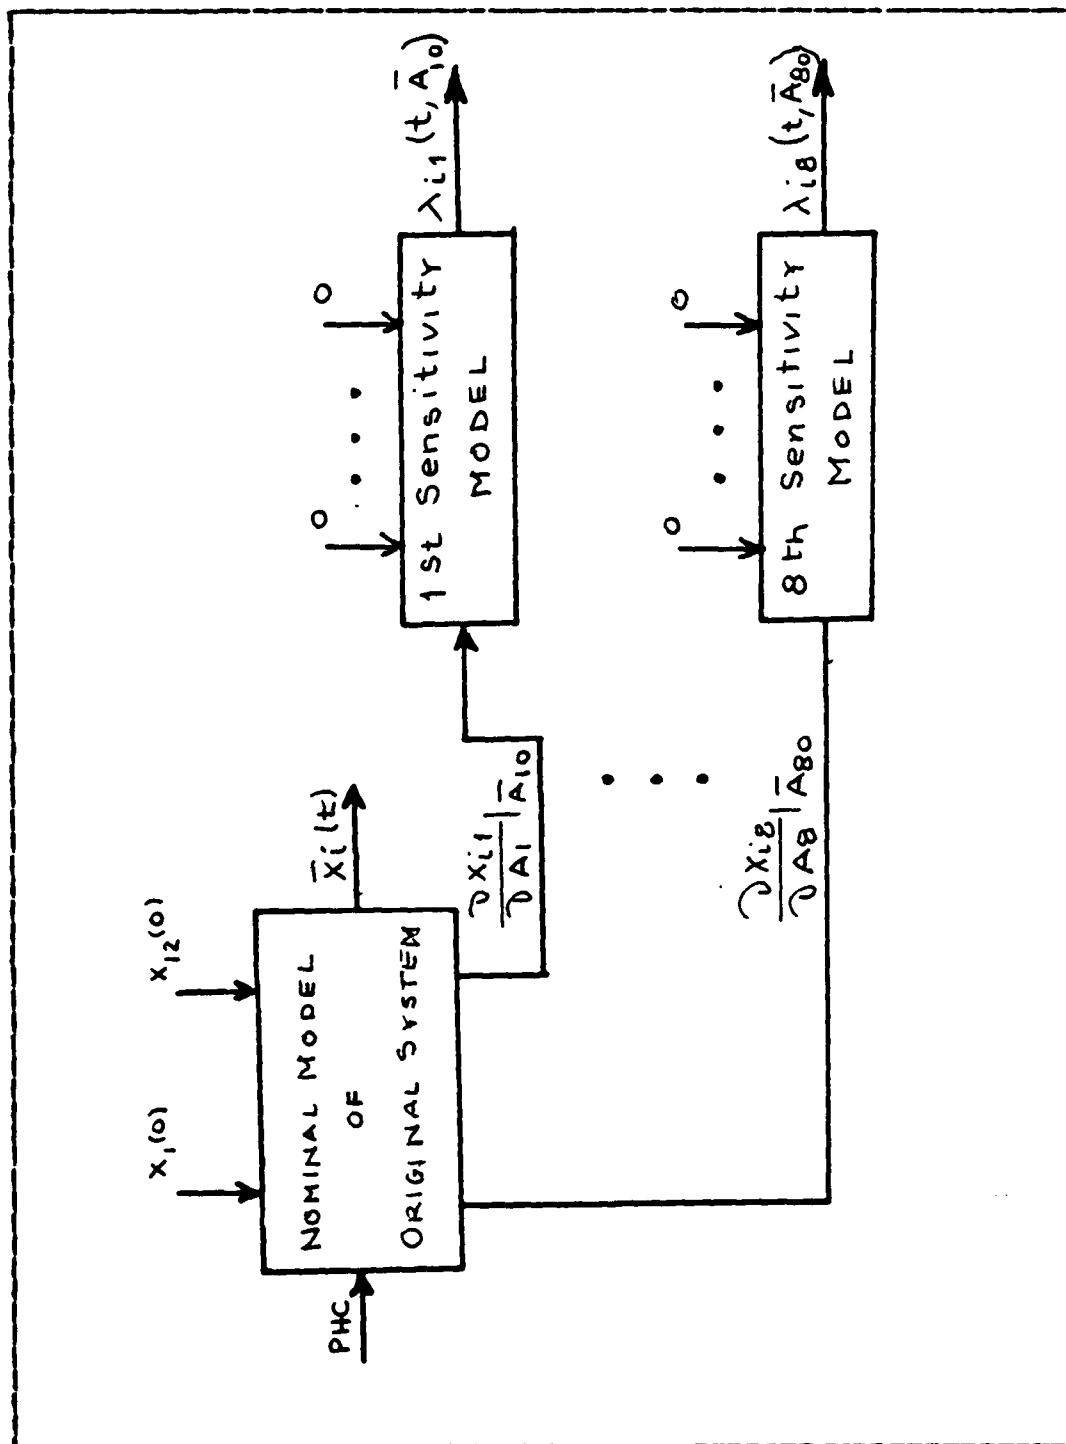 x₁(0)
x₁₂(0)
PHC
NOMINAL MODEL
OF
ORIGINAL SYSTEM
X̄i(t)
∂Xi1/∂A1|Ā10
0 . . . 0
1st Sensitivity
MODEL
λi1(t,Ā10)
. . .
∂Xi8/∂A8|Ā80
0 . . . 0
8th Sensitivity
MODEL
λi8(t,Ā80)